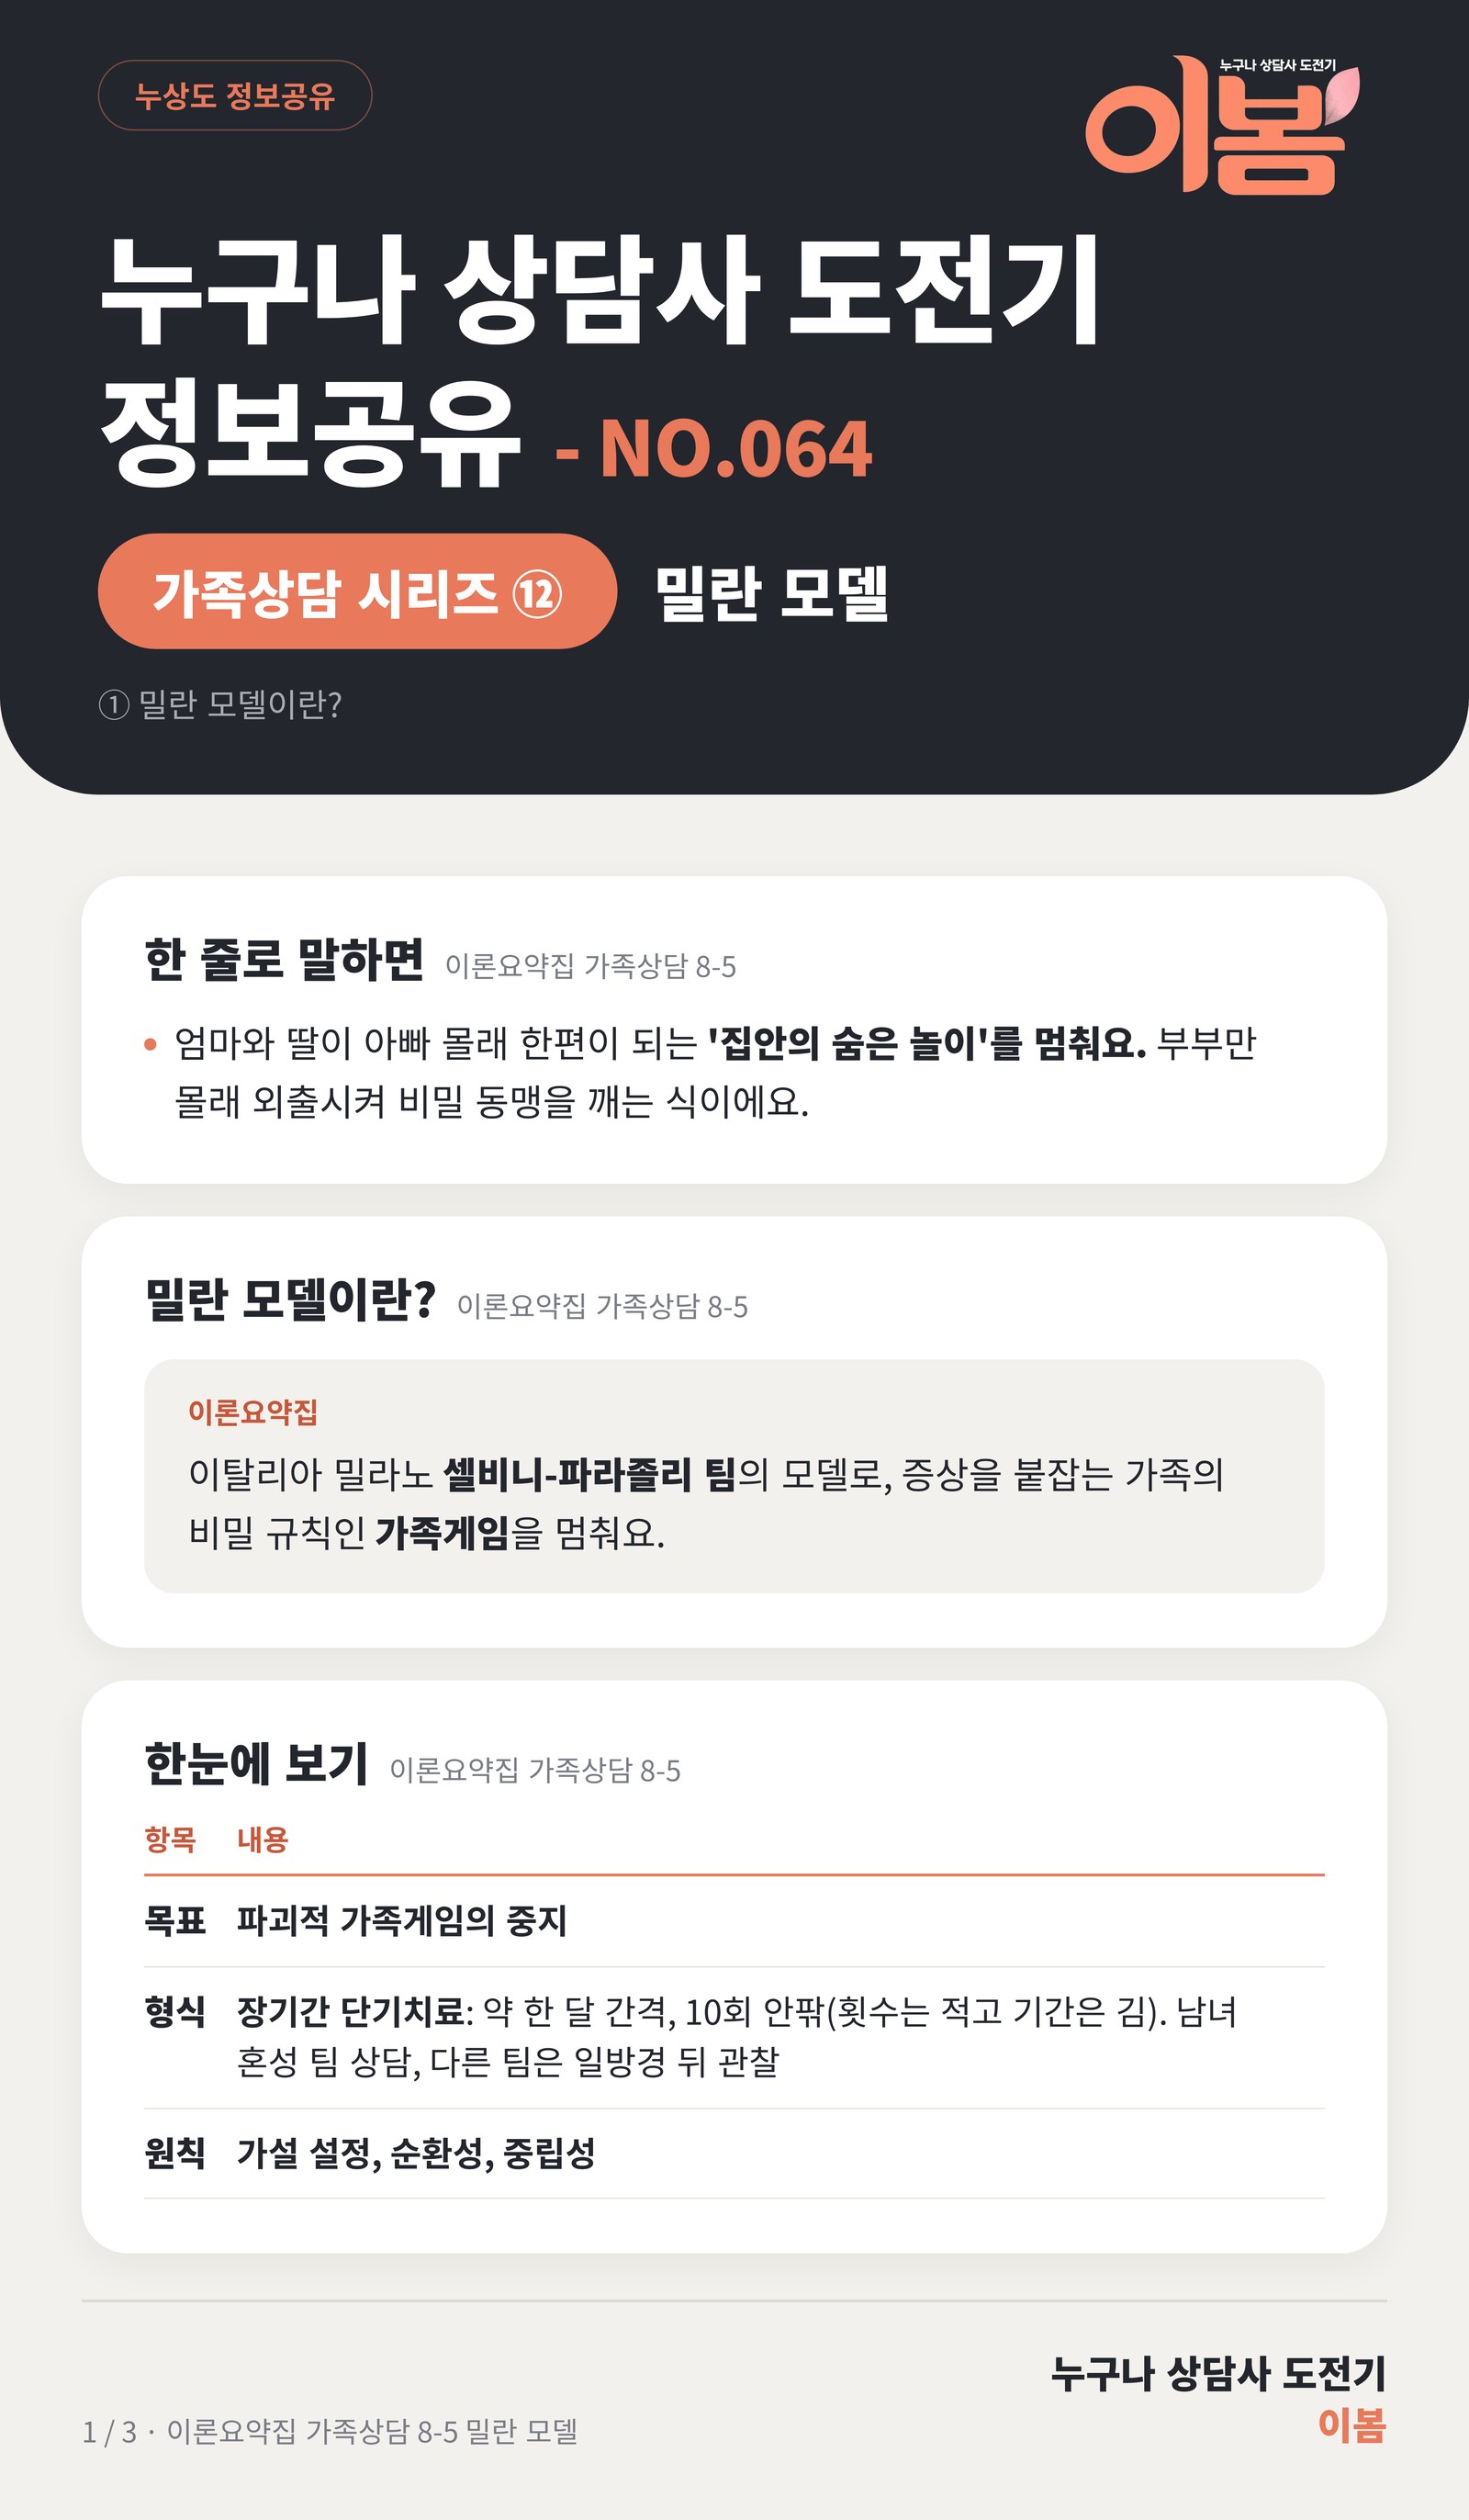 누상도 정보공유
누구나 상담사 도전기
이봄
누구나 상담사 도전기
정보공유 - NO.064
가족상담 시리즈 ⑫ 밀란 모델
① 밀란 모델이란?
한 줄로 말하면 이론요약집 가족상담 8-5
• 엄마와 딸이 아빠 몰래 한편이 되는 '집안의 숨은 놀이'를 멈춰요. 부부만
몰래 외출시켜 비밀 동맹을 깨는 식이에요.
밀란 모델이란? 이론요약집 가족상담 8-5
이론요약집
이탈리아 밀라노 셀비니-파라졸리 팀의 모델로, 증상을 붙잡는 가족의
비밀 규칙인 가족게임을 멈춰요.
한눈에 보기 이론요약집 가족상담 8-5
항목 내용
목표 파괴적 가족게임의 중지
형식 장기간 단기치료: 약 한 달 간격, 10회 안팎(횟수는 적고 기간은 김). 남녀
혼성 팀 상담, 다른 팀은 일방경 뒤 관찰
원칙 가설 설정, 순환성, 중립성
누구나 상담사 도전기
1 / 3 · 이론요약집 가족상담 8-5 밀란 모델
이봄